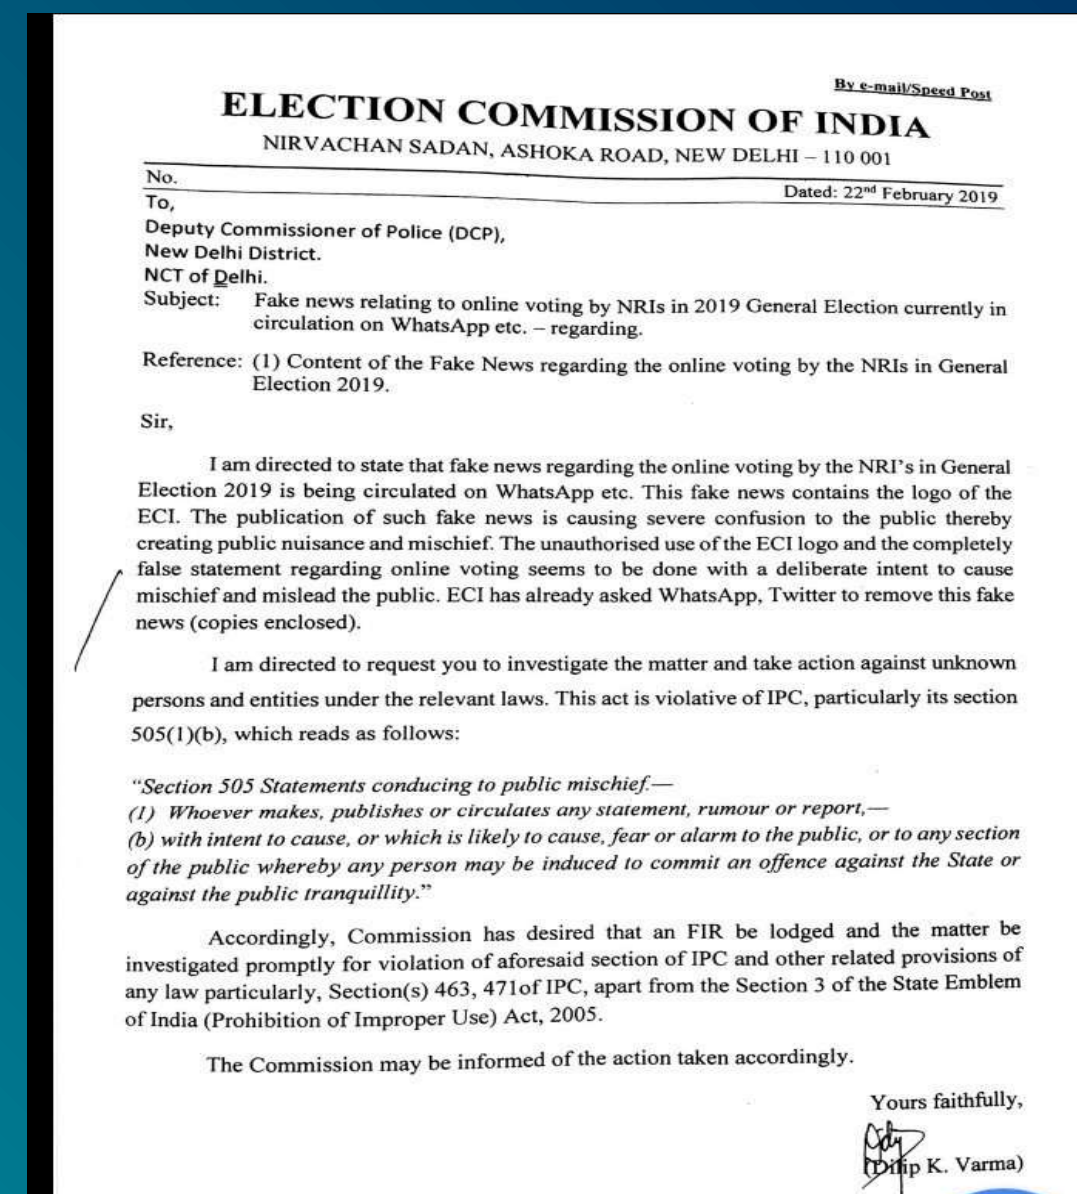 By e-mail/Speed Post
ELECTION COMMISSION OF INDIA
NIRVACHAN SADAN, ASHOKA ROAD, NEW DELHI – 110 001
No.
Dated: 22nd February 2019
To,
Deputy Commissioner of Police (DCP),
New Delhi District.
NCT of Delhi.
Subject: Fake news relating to online voting by NRIs in 2019 General Election currently in
circulation on WhatsApp etc. – regarding.
Reference: (1) Content of the Fake News regarding the online voting by the NRIs in General
Election 2019.
Sir,
I am directed to state that fake news regarding the online voting by the NRI's in General
Election 2019 is being circulated on WhatsApp etc. This fake news contains the logo of the
ECI. The publication of such fake news is causing severe confusion to the public thereby
creating public nuisance and mischief. The unauthorised use of the ECI logo and the completely
false statement regarding online voting seems to be done with a deliberate intent to cause
mischief and mislead the public. ECI has already asked WhatsApp, Twitter to remove this fake
news (copies enclosed).
I am directed to request you to investigate the matter and take action against unknown
persons and entities under the relevant laws. This act is violative of IPC, particularly its section
505(1)(b), which reads as follows:
"Section 505 Statements conducing to public mischief.—
(1) Whoever makes, publishes or circulates any statement, rumour or report,—
(b) with intent to cause, or which is likely to cause, fear or alarm to the public, or to any section
of the public whereby any person may be induced to commit an offence against the State or
against the public tranquillity."
Accordingly, Commission has desired that an FIR be lodged and the matter be
investigated promptly for violation of aforesaid section of IPC and other related provisions of
any law particularly, Section(s) 463, 471of IPC, apart from the Section 3 of the State Emblem
of India (Prohibition of Improper Use) Act, 2005.
The Commission may be informed of the action taken accordingly.
Yours faithfully,
(Dilip K. Varma)